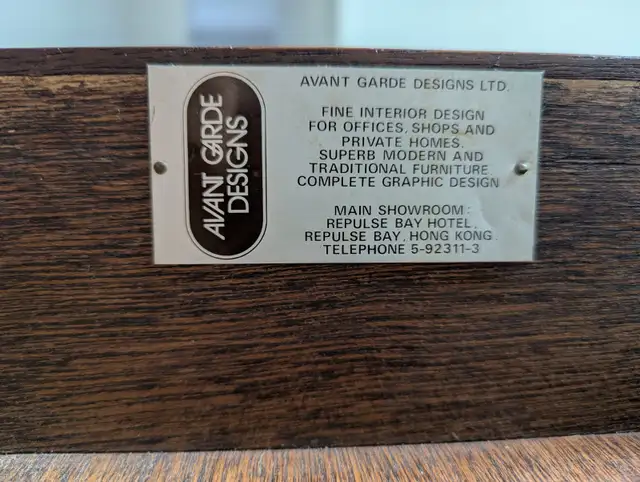 AVANT GARDE
DESIGNS
AVANT GARDE DESIGNS LTD.
FINE INTERIOR DESIGN
FOR OFFICES, SHOPS AND
PRIVATE HOMES.
SUPERB MODERN AND
TRADITIONAL FURNITURE.
COMPLETE GRAPHIC DESIGN
MAIN SHOWROOM:
REPULSE BAY HOTEL,
REPULSE BAY, HONG KONG.
TELEPHONE 5-92311-3